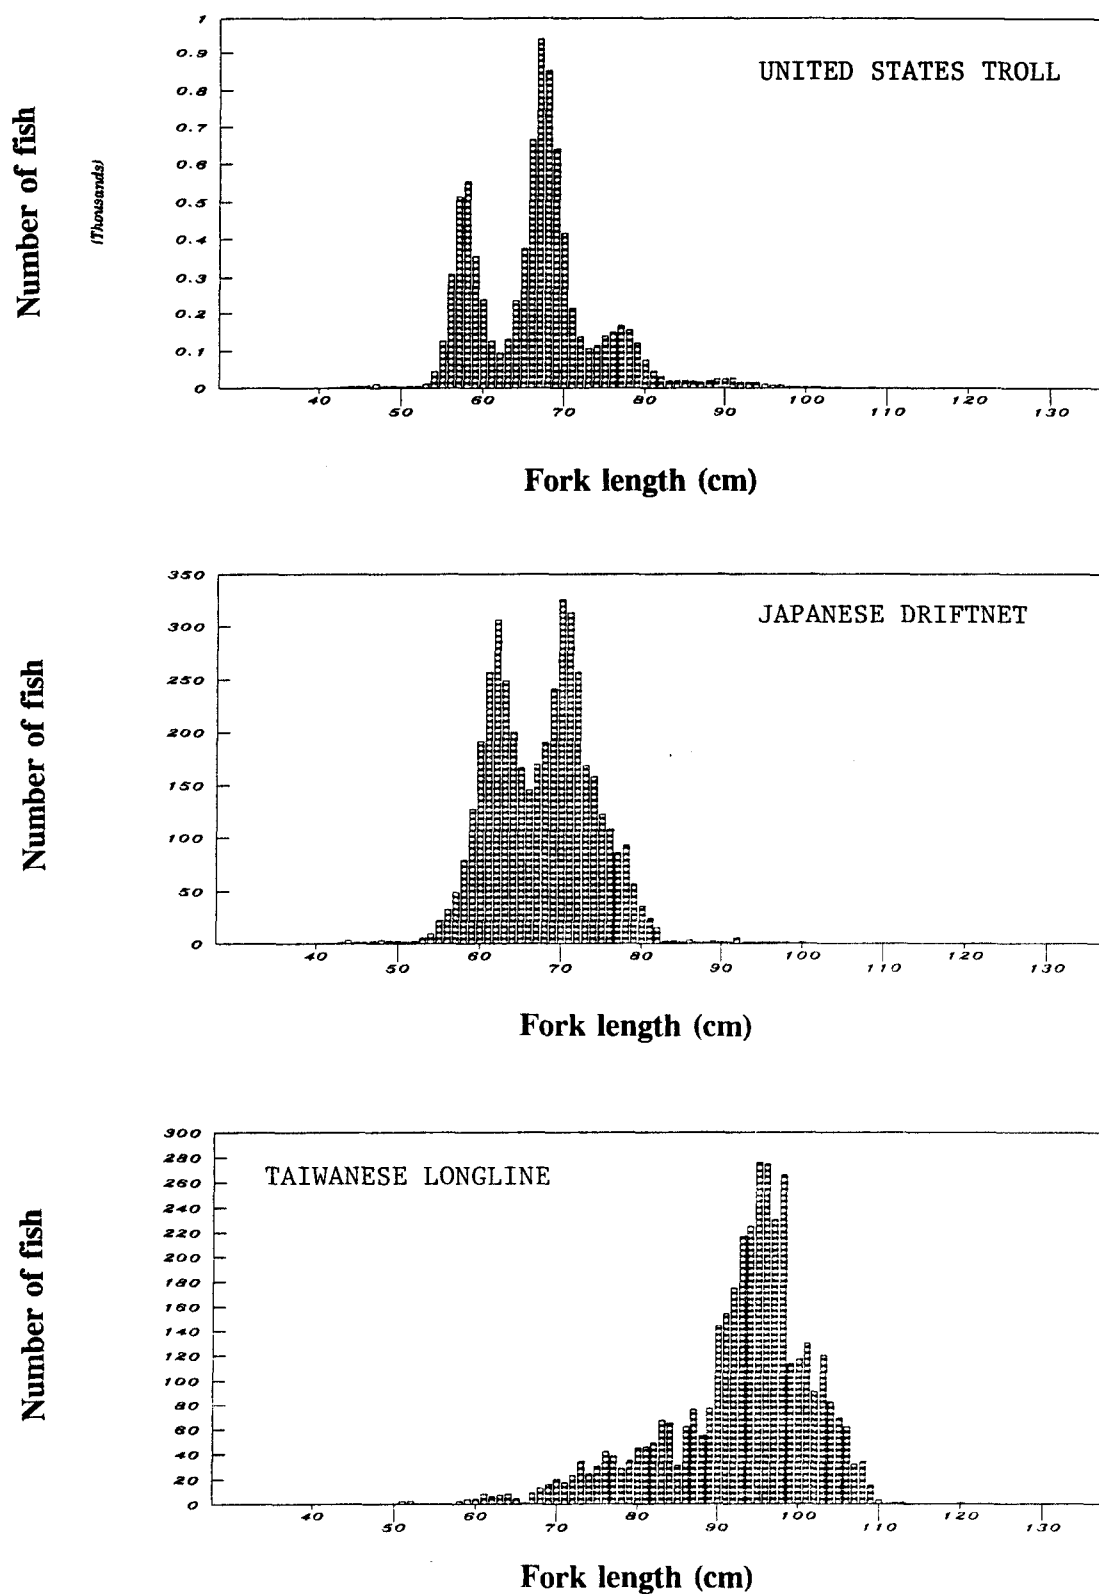 1
0.9
0.8
0.7
0.6
0.5
0.4
0.3
0.2
0.1
0
Number of fish
(Thousands)
UNITED STATES TROLL
40 50 60 70 80 90 100 110 120 130
Fork length (cm)
350
300
250
200
150
100
50
0
Number of fish
JAPANESE DRIFTNET
40 50 60 70 80 90 100 110 120 130
Fork length (cm)
300
280
260
240
220
200
180
160
140
120
100
80
60
40
20
0
Number of fish
TAIWANESE LONGLINE
40 50 60 70 80 90 100 110 120 130
Fork length (cm)